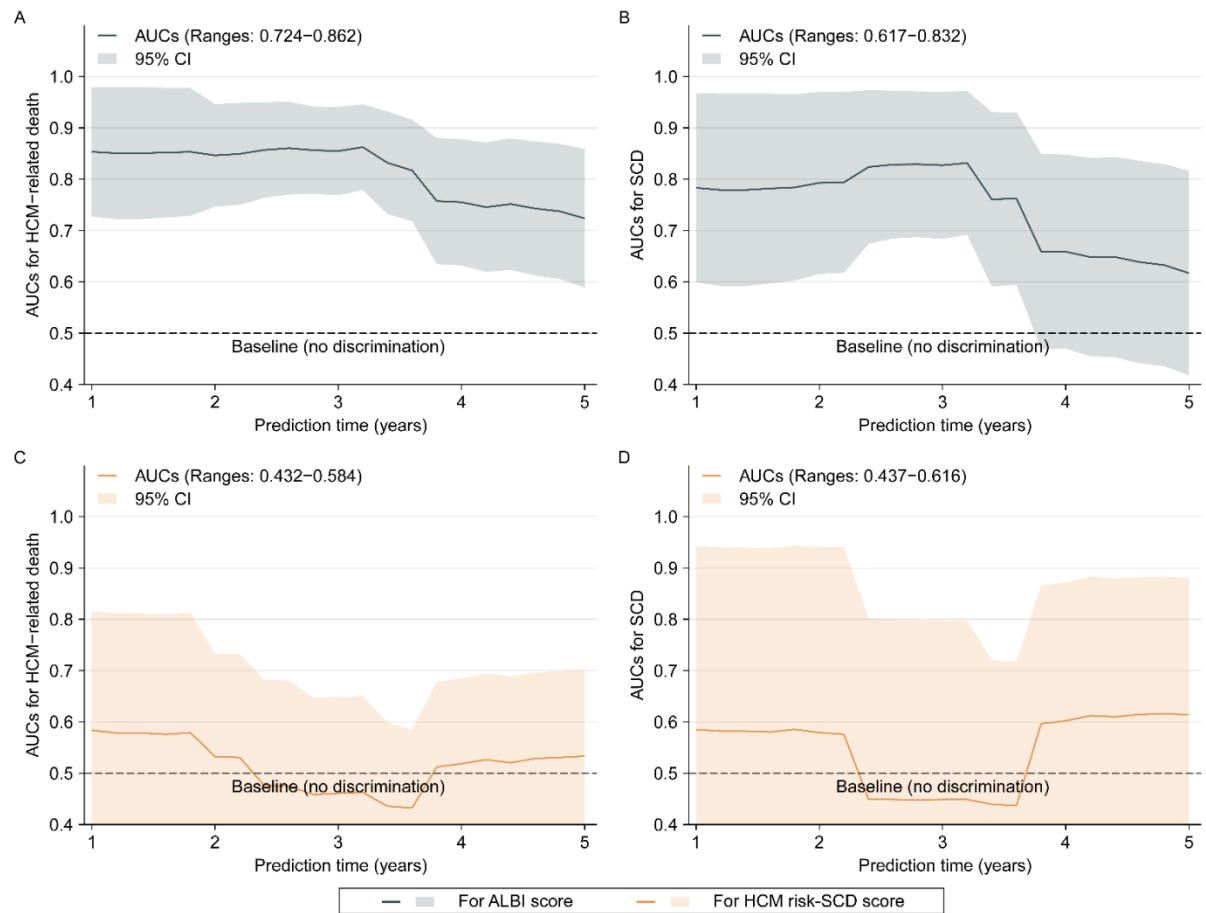 A
AUCs (Ranges: 0.724−0.862)
95% CI
1.0
0.9
0.8
0.7
0.6
0.5
0.4
AUCs for HCM−related death
Baseline (no discrimination)
1 2 3 4 5
Prediction time (years)
B
AUCs (Ranges: 0.617−0.832)
95% CI
1.0
0.9
0.8
0.7
0.6
0.5
0.4
AUCs for SCD
Baseline (no discrimination)
1 2 3 4 5
Prediction time (years)
C
AUCs (Ranges: 0.432−0.584)
95% CI
1.0
0.9
0.8
0.7
0.6
0.5
0.4
AUCs for HCM−related death
Baseline (no discrimination)
1 2 3 4 5
Prediction time (years)
D
AUCs (Ranges: 0.437−0.616)
95% CI
1.0
0.9
0.8
0.7
0.6
0.5
0.4
AUCs for SCD
Baseline (no discrimination)
1 2 3 4 5
Prediction time (years)
For ALBI score For HCM risk-SCD score